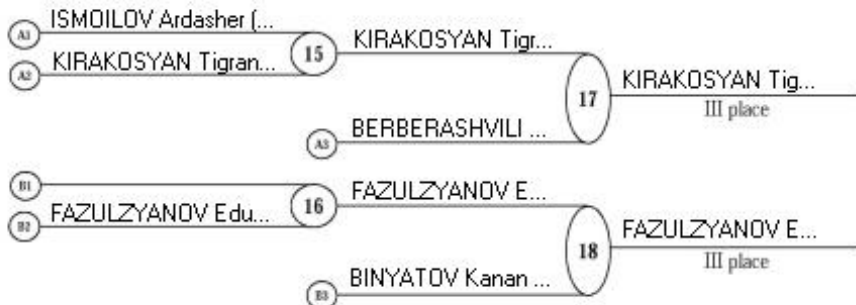 A1 ISMOILOV Ardasher (...
15 KIRAKOSYAN Tigr...
A2 KIRAKOSYAN Tigran...
17 KIRAKOSYAN Tig...
III place
A3 BERBERASHVILI ...
B1
16 FAZULZYANOV E...
B2 FAZULZYANOV Edu...
18 FAZULZYANOV E...
III place
B3 BINYATOV Kanan ...